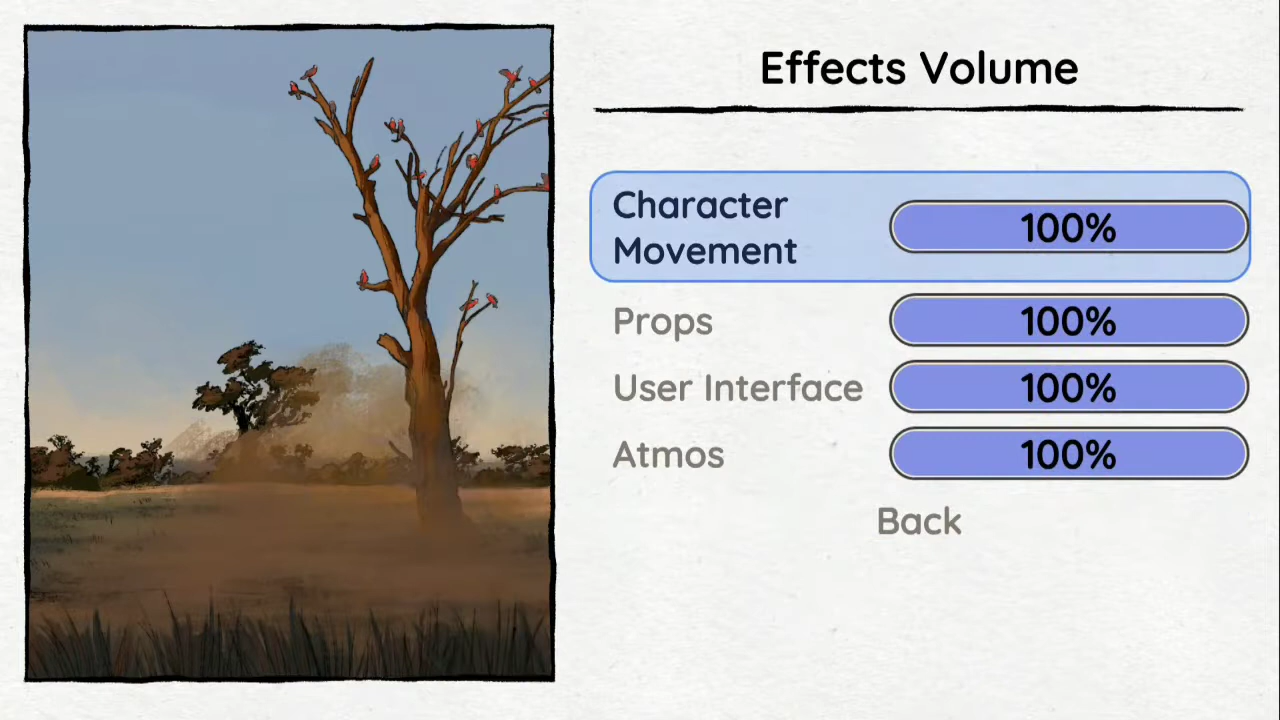 Effects Volume
Character
Movement
100%
Props
100%
User Interface
100%
Atmos
100%
Back